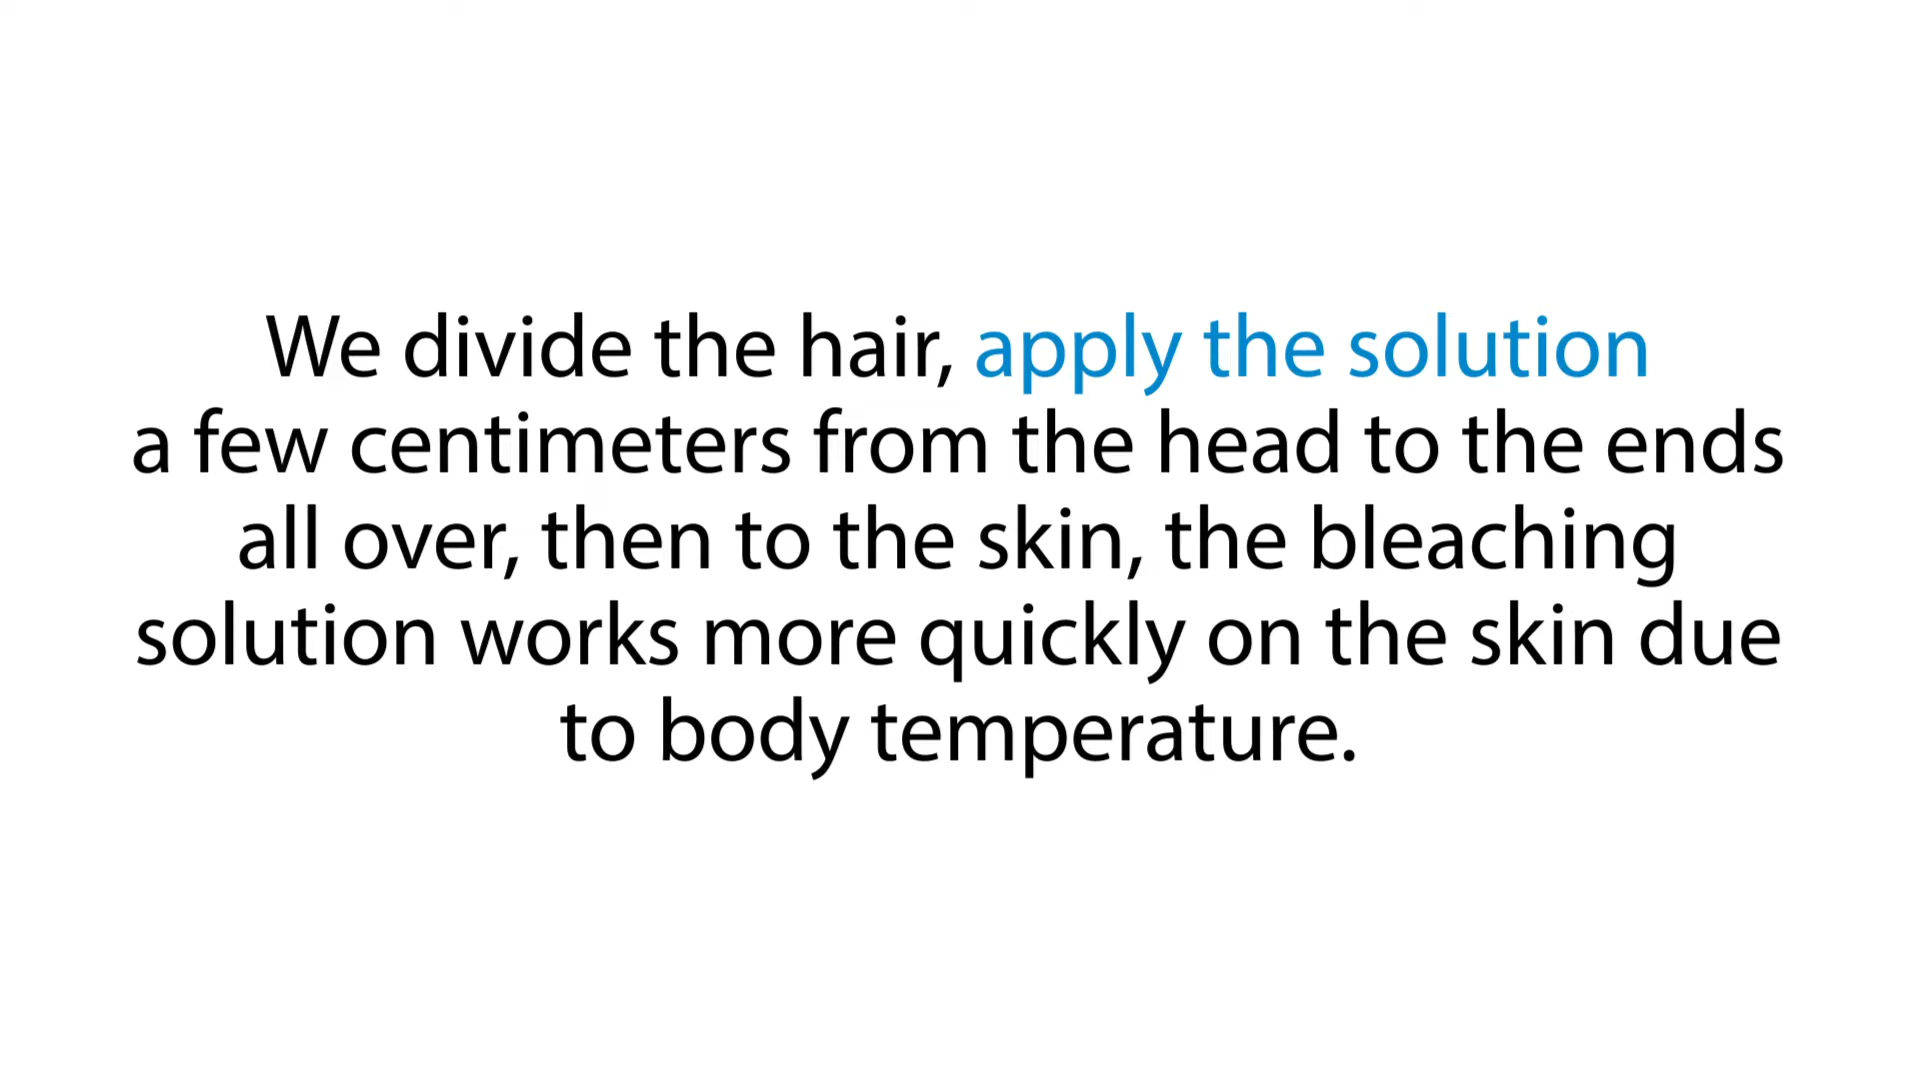 We divide the hair, apply the solution
a few centimeters from the head to the ends
all over, then to the skin, the bleaching
solution works more quickly on the skin due
to body temperature.